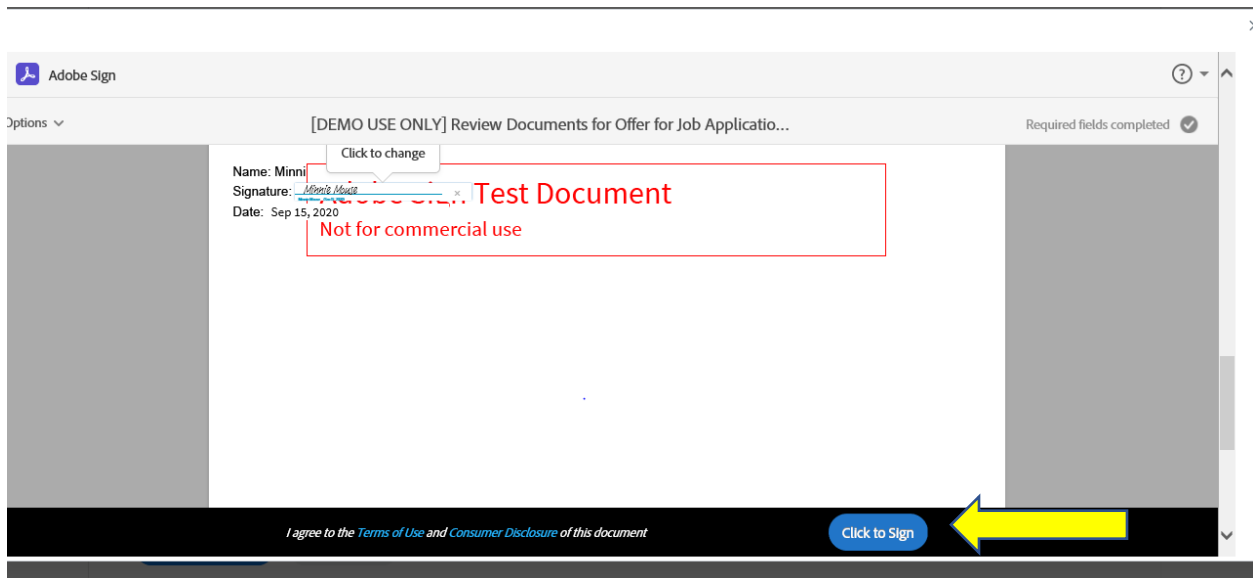 Adobe Sign
Options
[DEMO USE ONLY] Review Documents for Offer for Job Applicatio...
Required fields completed
Click to change
Name: Minni
Signature: Minnie Mouse
Test Document
Date: Sep 15, 2020
Not for commercial use
I agree to the Terms of Use and Consumer Disclosure of this document
Click to Sign